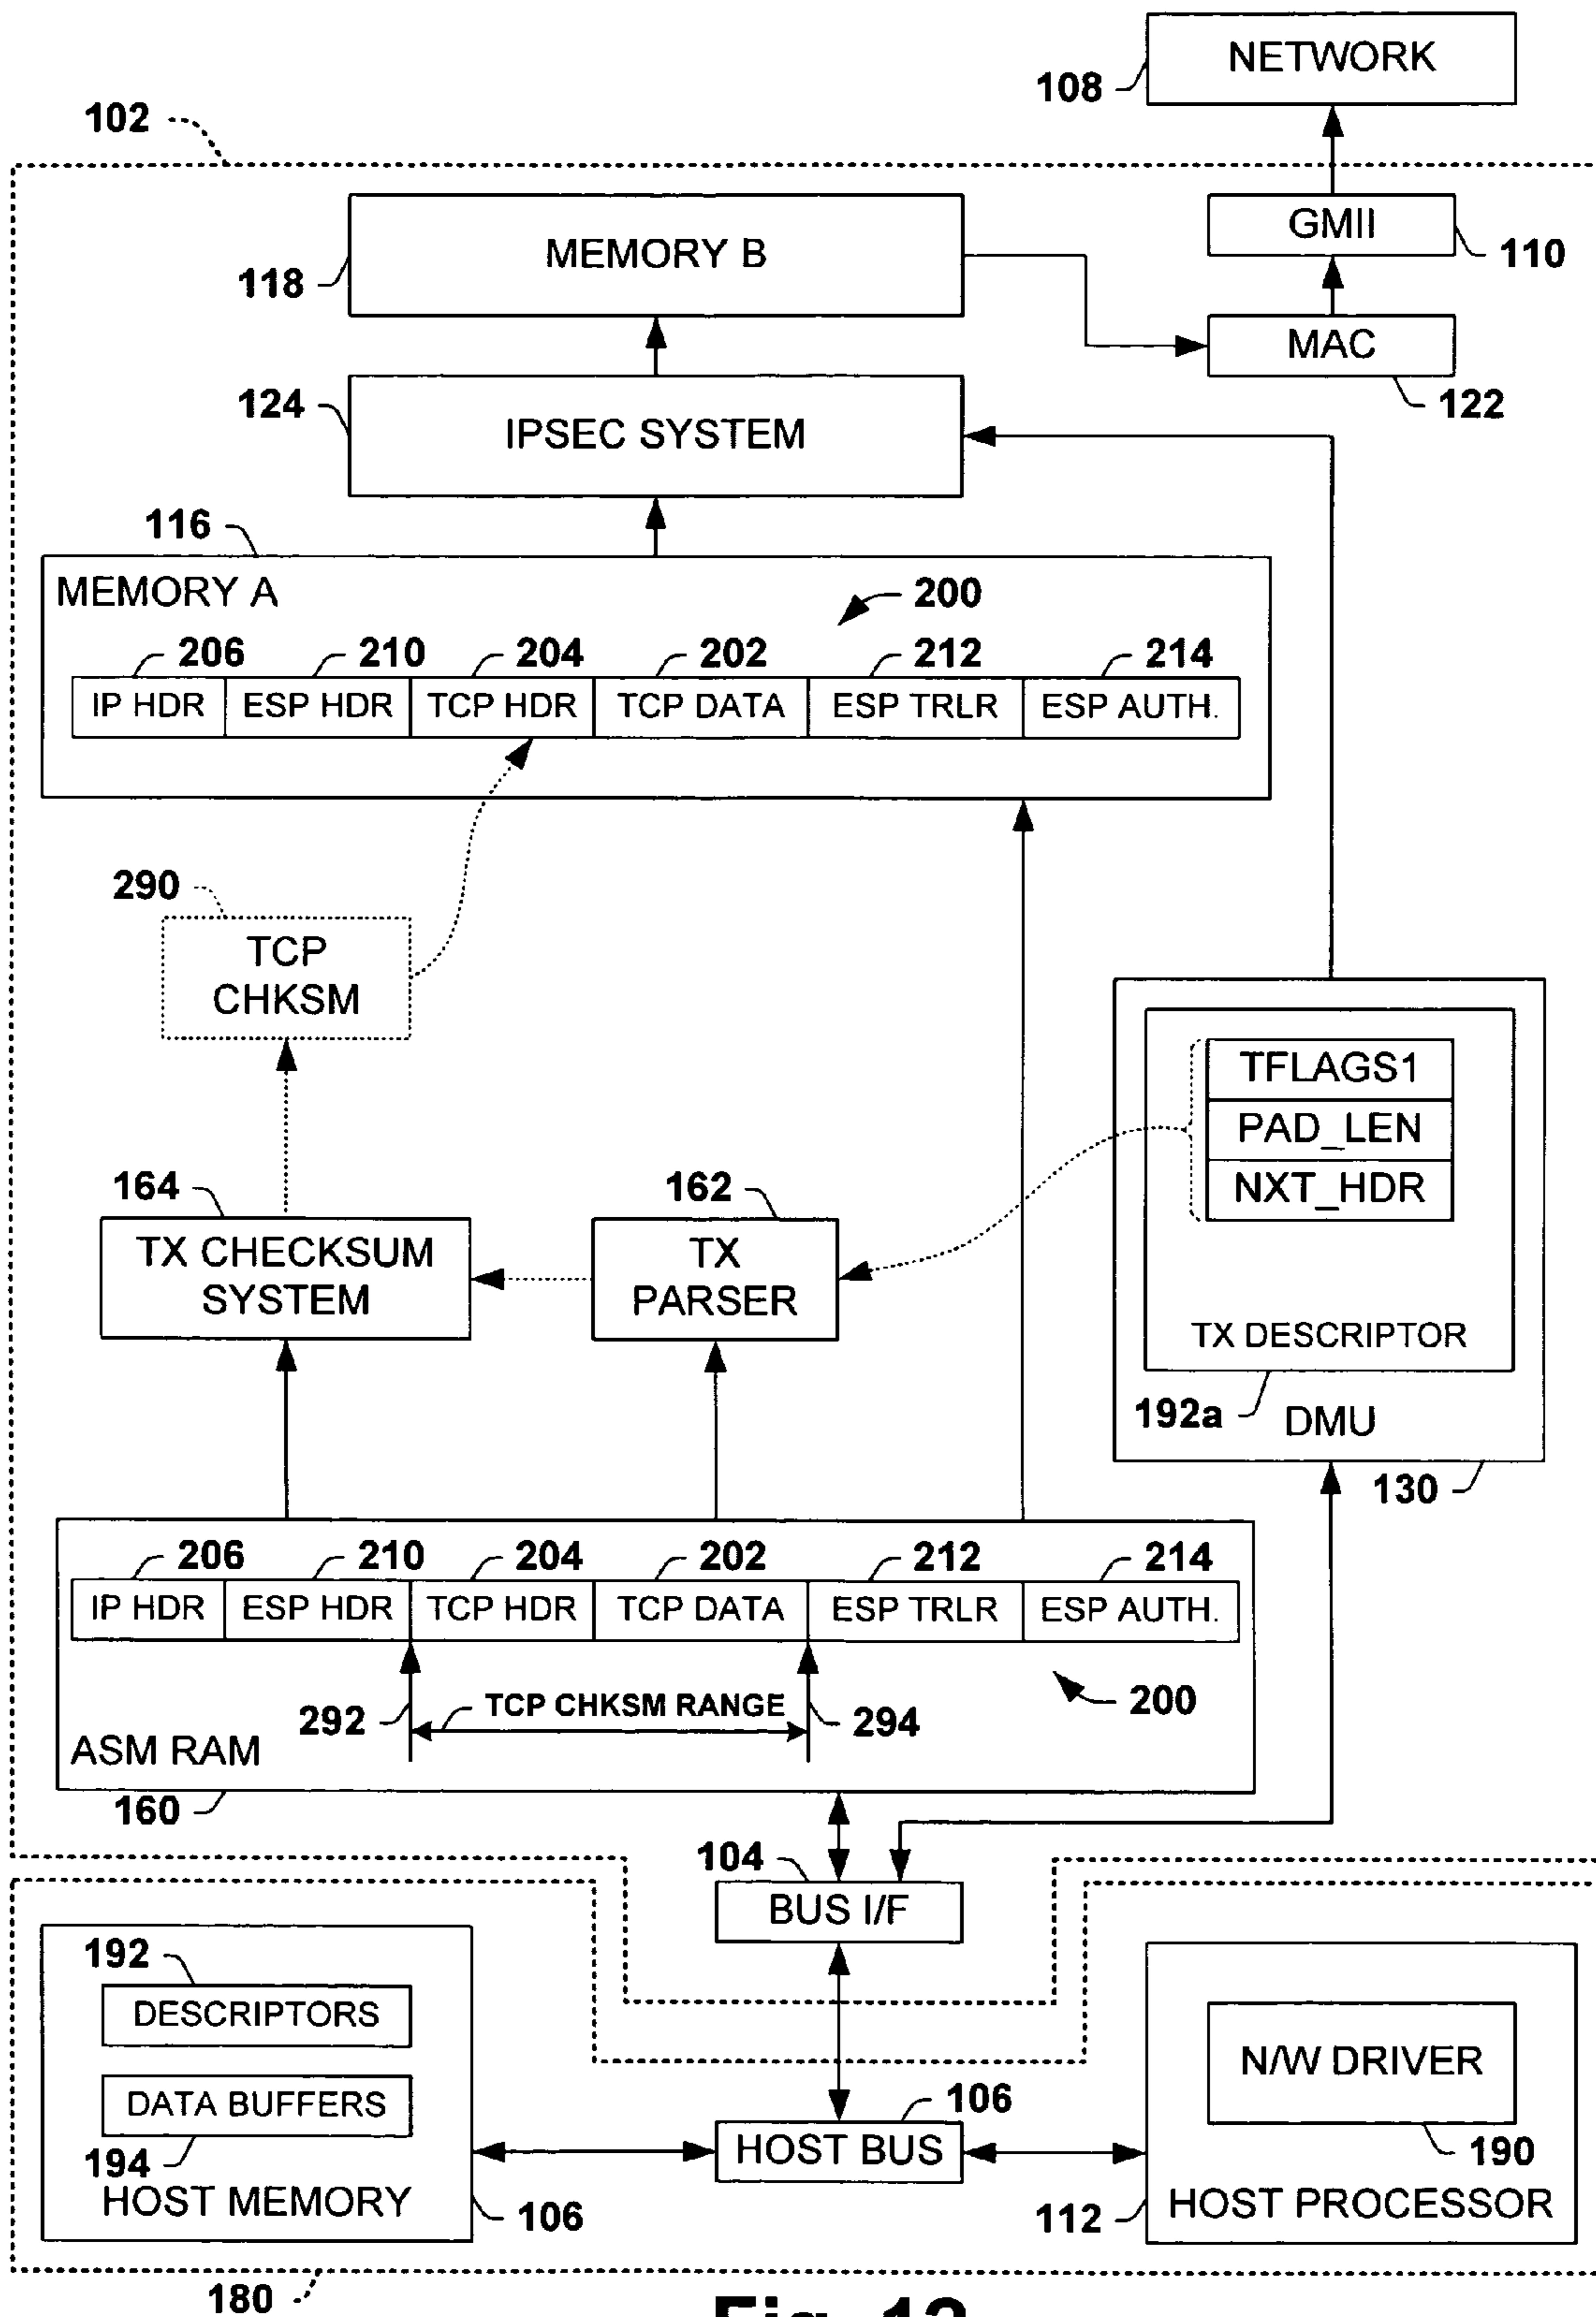 NETWORK
108
102
MEMORY B
118
GMII
110
MAC
122
124
IPSEC SYSTEM
116
MEMORY A
200
206 210 204 202 212 214
IP HDR ESP HDR TCP HDR TCP DATA ESP TRLR ESP AUTH.
290
TCP
CHKSM
TFLAGS1
PAD_LEN
NXT_HDR
TX DESCRIPTOR
192a
DMU
130
164
TX CHECKSUM
SYSTEM
162
TX
PARSER
206 210 204 202 212 214
IP HDR ESP HDR TCP HDR TCP DATA ESP TRLR ESP AUTH.
292
TCP CHKSM RANGE
294
200
ASM RAM
160
104
BUS I/F
192
DESCRIPTORS
DATA BUFFERS
194
HOST MEMORY
106
106
HOST BUS
N/W DRIVER
190
112
HOST PROCESSOR
180